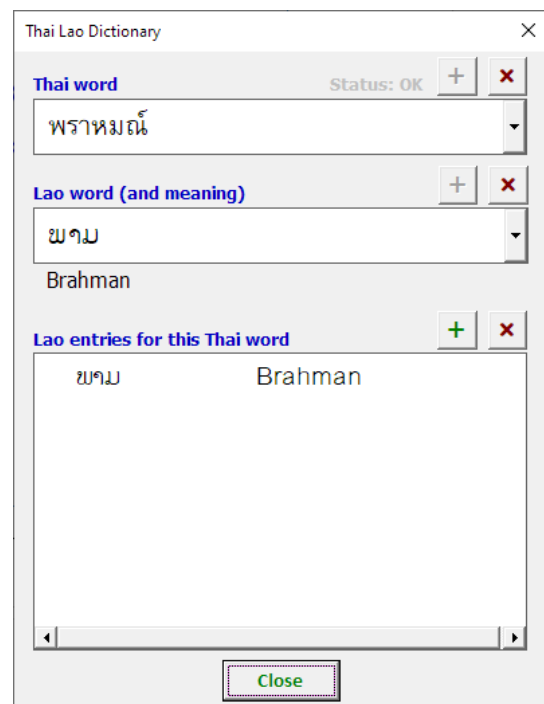 Thai Lao Dictionary
Thai word Status: OK
พราหมณ์
Lao word (and meaning)
ພາມ
Brahman
Lao entries for this Thai word
ພາມ Brahman
Close